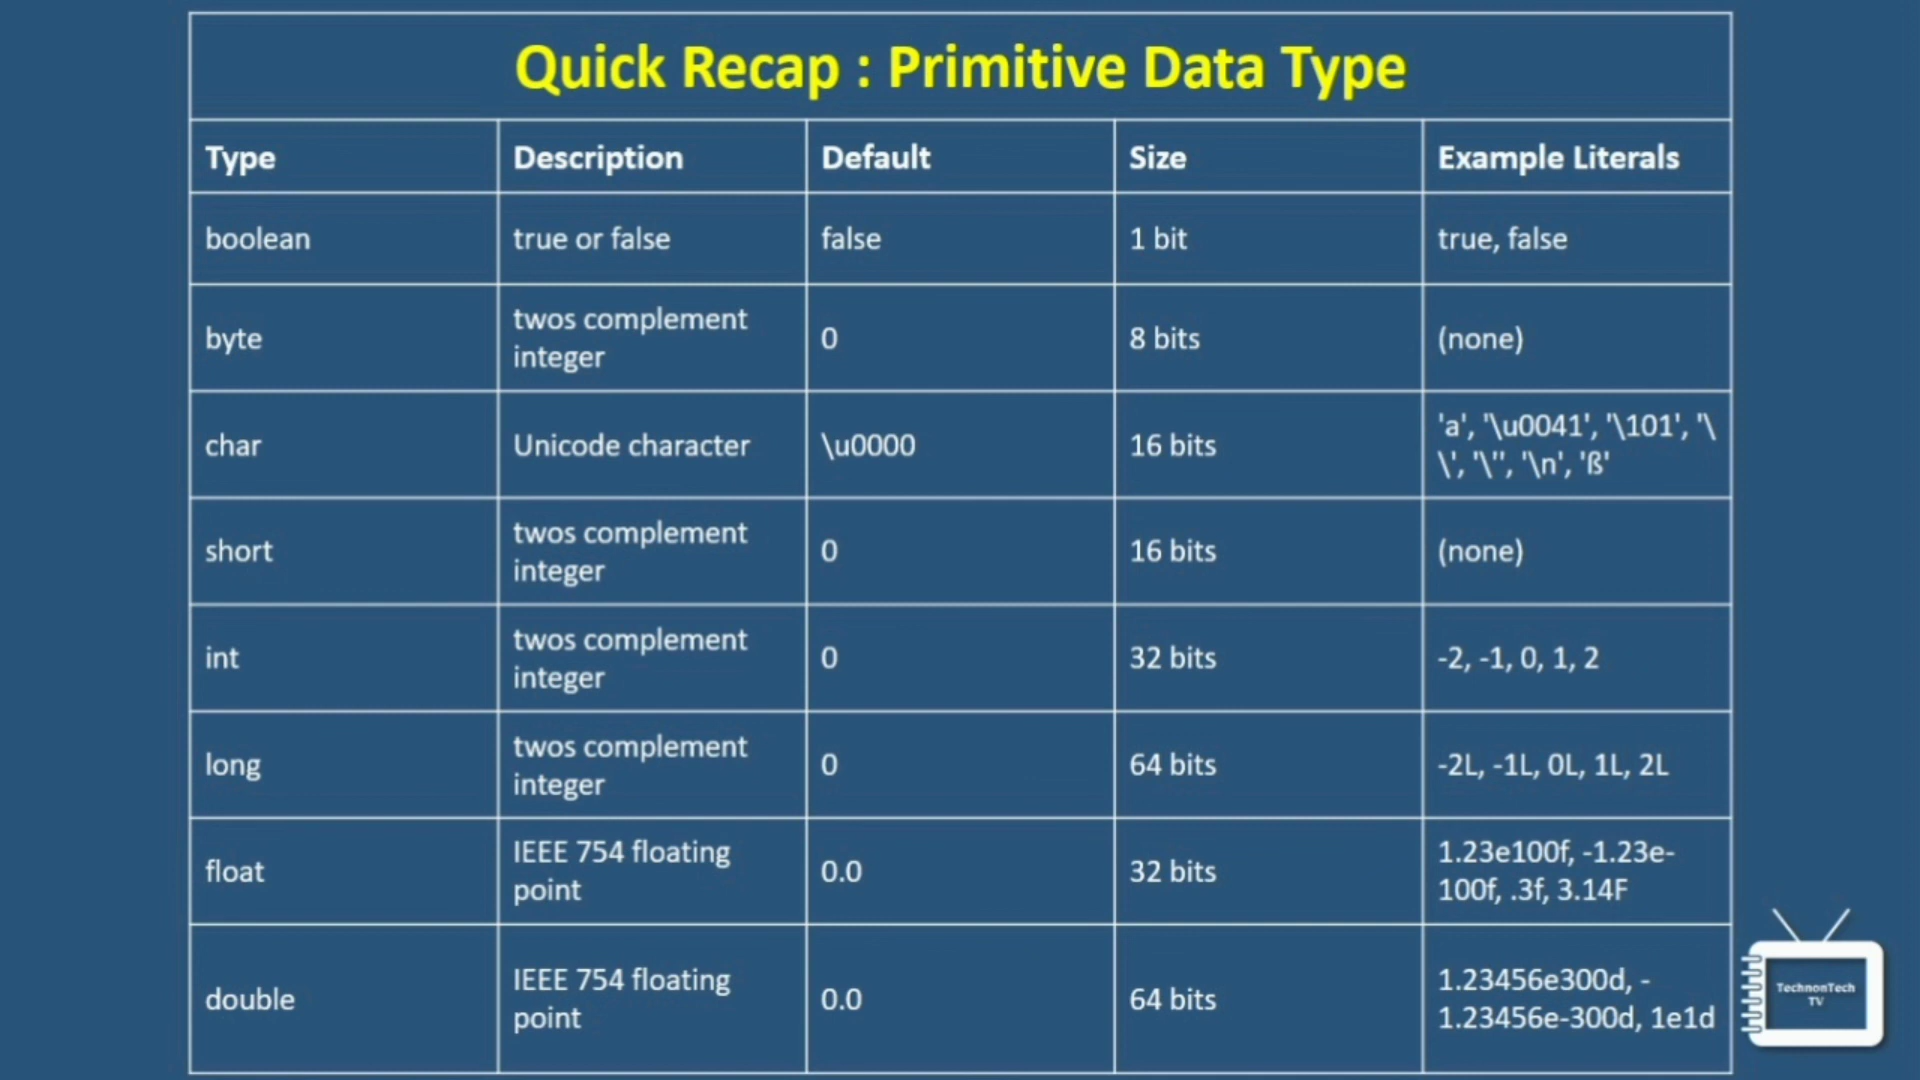 Quick Recap : Primitive Data Type
Type Description Default Size Example Literals
boolean true or false false 1 bit true, false
byte twos complement
integer 0 8 bits (none)
char Unicode character \u0000 16 bits 'a', '\u0041', '\101', '\
\', '\'', '\n', 'ß'
short twos complement
integer 0 16 bits (none)
int twos complement
integer 0 32 bits -2, -1, 0, 1, 2
long twos complement
integer 0 64 bits -2L, -1L, 0L, 1L, 2L
float IEEE 754 floating
point 0.0 32 bits 1.23e100f, -1.23e-
100f, .3f, 3.14F
double IEEE 754 floating
point 0.0 64 bits 1.23456e300d, -
1.23456e-300d, 1e1d
TechnonTech
TV